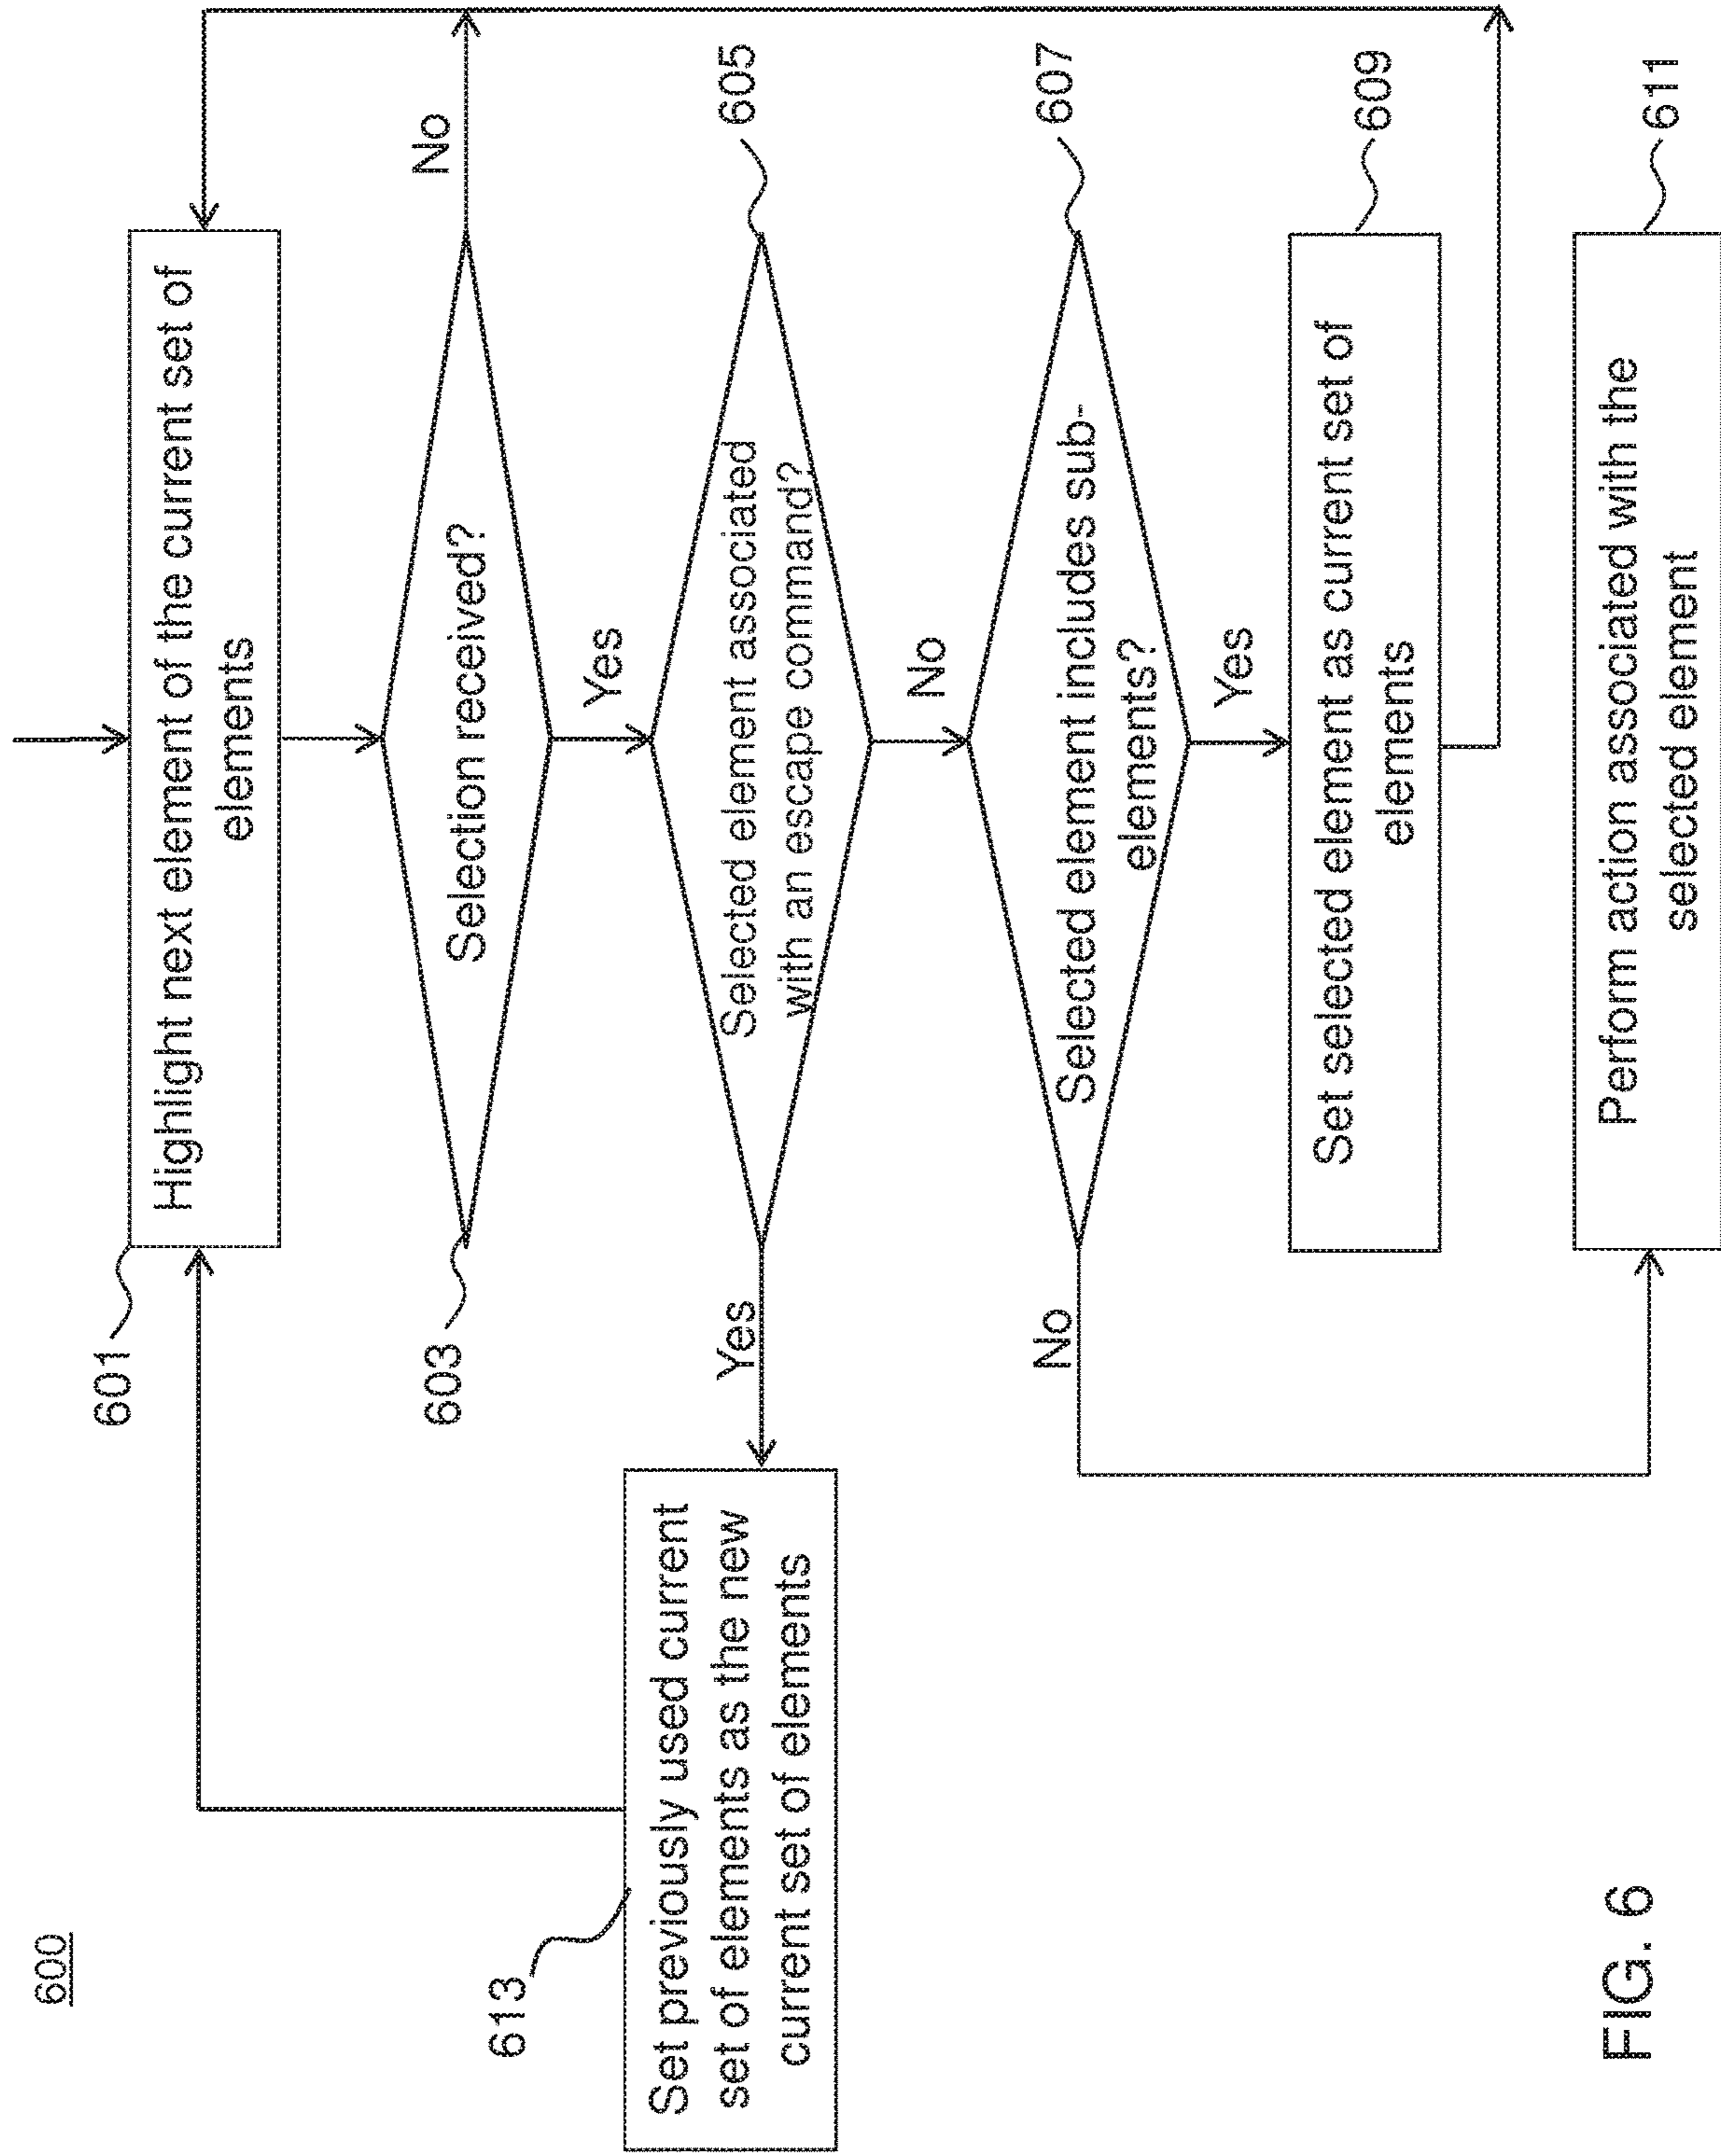 600
601
Highlight next element of the current set of
elements
603
Selection received?
No
Yes
605
Selected element associated
with an escape command?
Yes
No
613
Set previously used current
set of elements as the new
current set of elements
607
Selected element includes sub-
elements?
No
Yes
609
Set selected element as current set of
elements
611
Perform action associated with the
selected element
FIG. 6